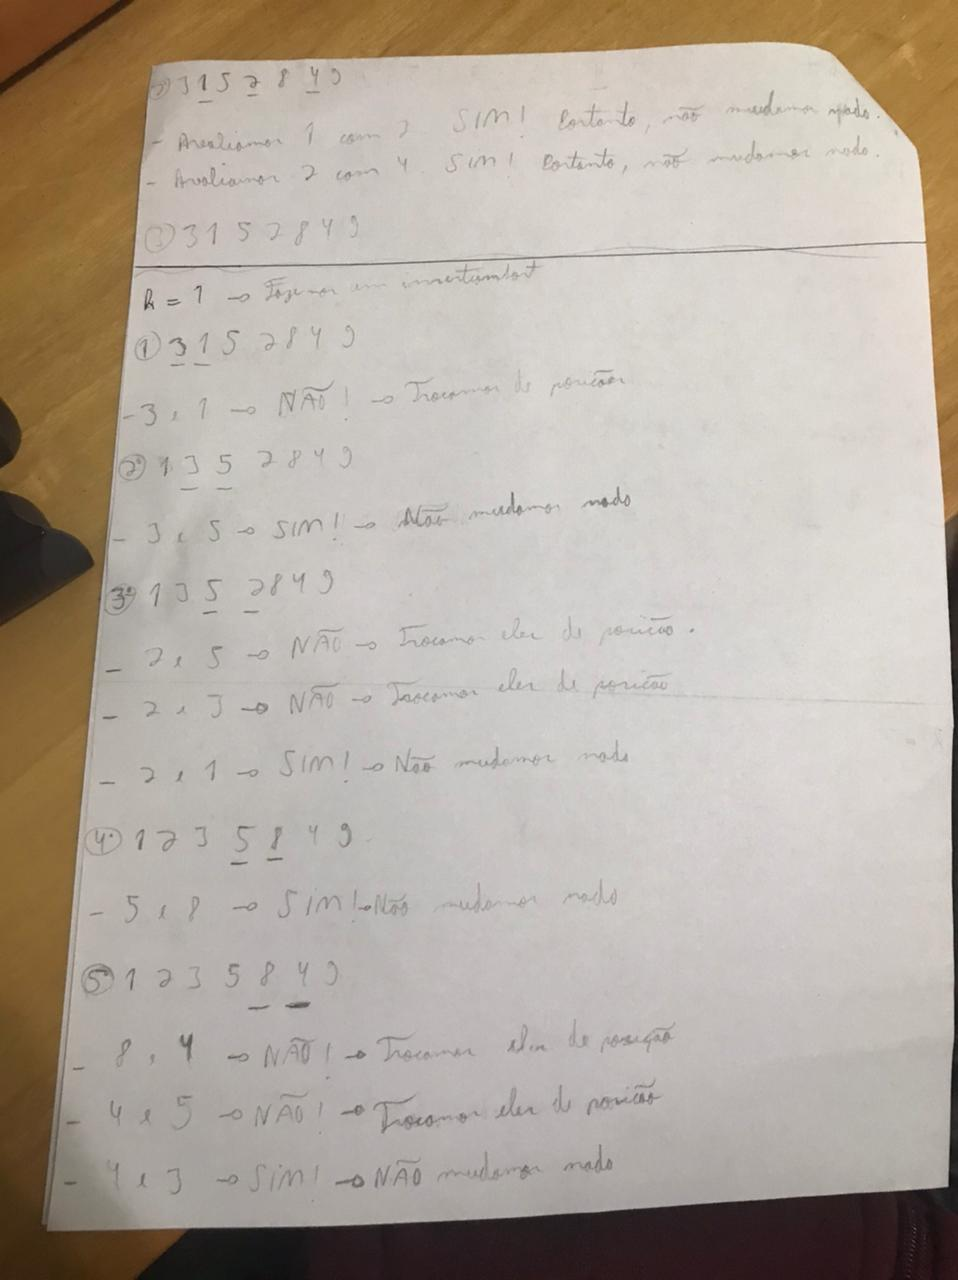 2º 3 1 5 2 8 4 9
- Avaliamos 1 com 2 SIM! Portanto, não mudamos nada.
- Avaliamos 2 com 4 SIM! Portanto, não mudamos nada.
3 1 5 2 8 4 9
h = 1 → Fazemos um insertionsort
① 3 1 5 2 8 4 9
- 3 e 1 → NÃO! → Trocamos de posição
2º 1 3 5 2 8 4 9
- 3 e 5 → SIM! → Não mudamos nada
3º 1 3 5 2 8 4 9
- 2 e 5 → NÃO → Trocamos eles de posição.
- 2 e 3 → NÃO → Trocamos eles de posição
- 2 e 1 → SIM! → Não mudamos nada
4º 1 2 3 5 8 4 9
- 5 e 8 → SIM! → Não mudamos nada
5º 1 2 3 5 8 4 9
- 8 e 4 → NÃO! → Trocamos eles de posição
- 4 e 5 → NÃO! → Trocamos eles de posição
- 4 e 3 → SIM! → NÃO mudamos nada